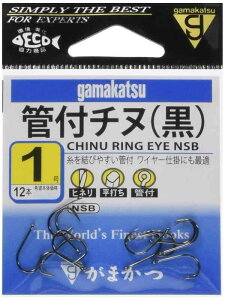 SIMPLY THE BEST
FOR EXPERTS
gamakatsu
管付チヌ(黒)
CHINU RING EYE NSB
1号
12本
糸を結びやすい管付 ワイヤー仕掛にも最適
ヒネリ 平打ち 管付
NSB
The World's Finest Hooks
がまかつ